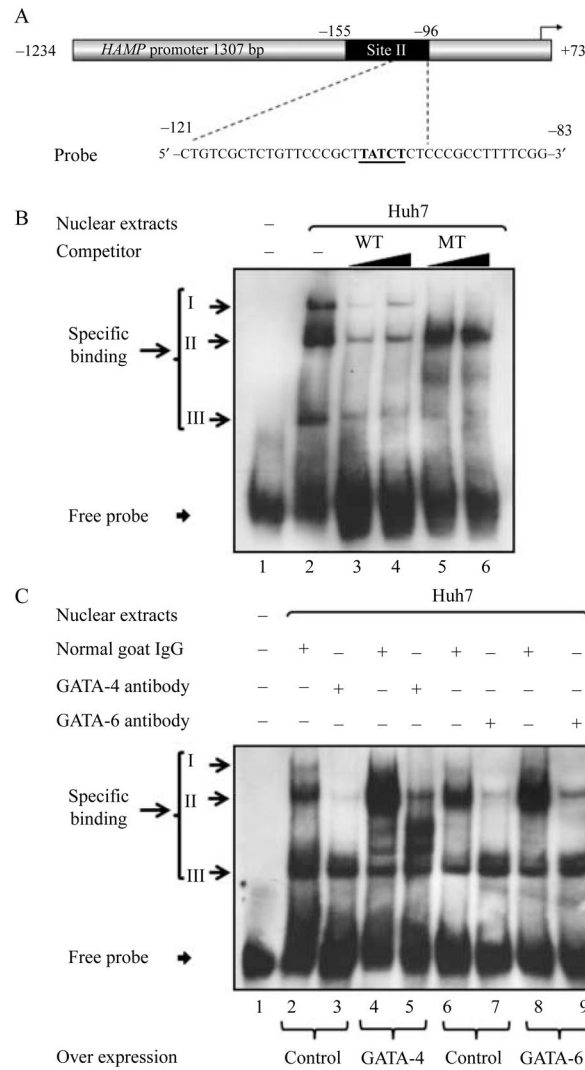 A
–155 –96
–1234 HAMP promoter 1307 bp Site II +73
–121 –83
Probe 5′ –CTGTCGCTCTGTTCCCGCTTATCTCTCCCGCCTTTTCGG–3′
B
Huh7
Nuclear extracts –
Competitor – – WT MT
I
Specific binding II
III
Free probe
1 2 3 4 5 6
C
Huh7
Nuclear extracts –
Normal goat IgG – + – + – + – + –
GATA-4 antibody – – + – + – – – –
GATA-6 antibody – – – – – – + – +
I
Specific binding II
III
Free probe
1 2 3 4 5 6 7 8 9
Over expression Control GATA-4 Control GATA-6